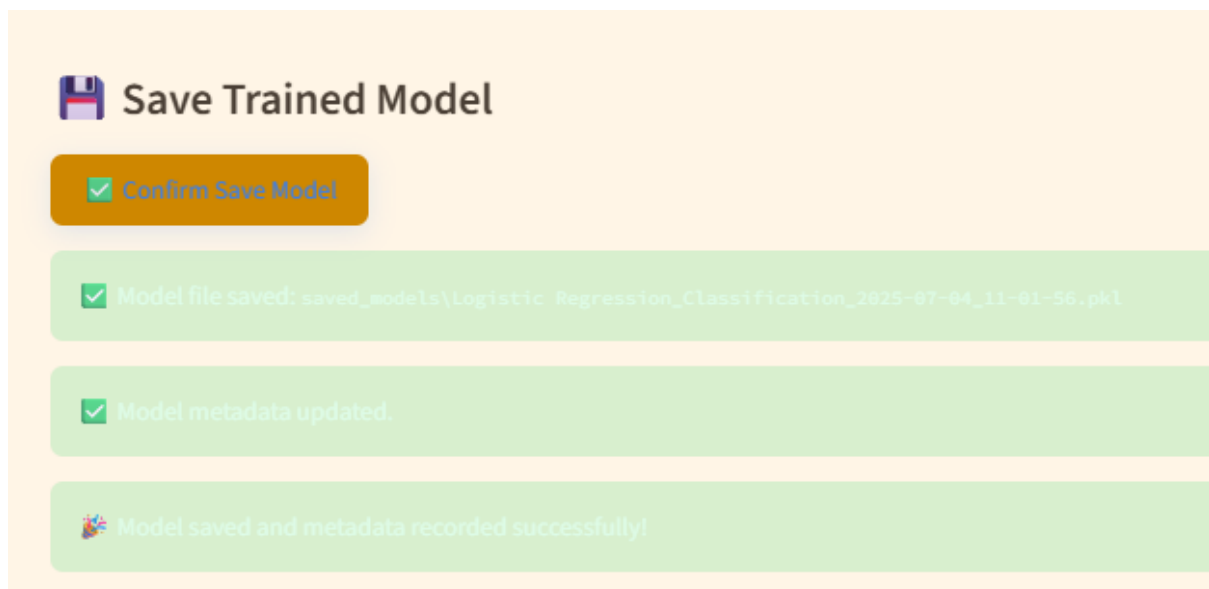 Save Trained Model
Confirm Save Model
Model file saved: saved_models\Logistic Regression_Classification_2025-07-04_11-01-56.pkl
Model metadata updated.
Model saved and metadata recorded successfully!